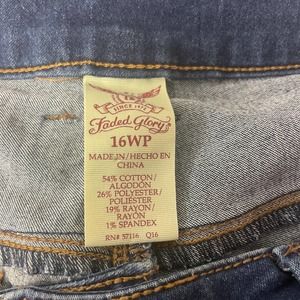 SINCE 1972
Faded Glory
16WP
MADE IN/HECHO EN
CHINA
54% COTTON/
ALGODÓN
26% POLYESTER/
POLIÉSTER
19% RAYON/
RAYÓN
1% SPANDEX
RN# 57116 Q16